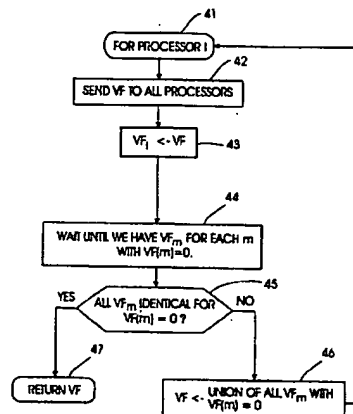 41
FOR PROCESSOR I
42
SEND VF TO ALL PROCESSORS
VF_I <- VF
43
44
WAIT UNTIL WE HAVE VF_m FOR EACH m
WITH VF(m)=0.
45
YES
ALL VF_m IDENTICAL FOR
VF(m) = 0 ?
NO
47
RETURN VF
46
VF <- UNION OF ALL VF_m WITH
VF(m) = 0